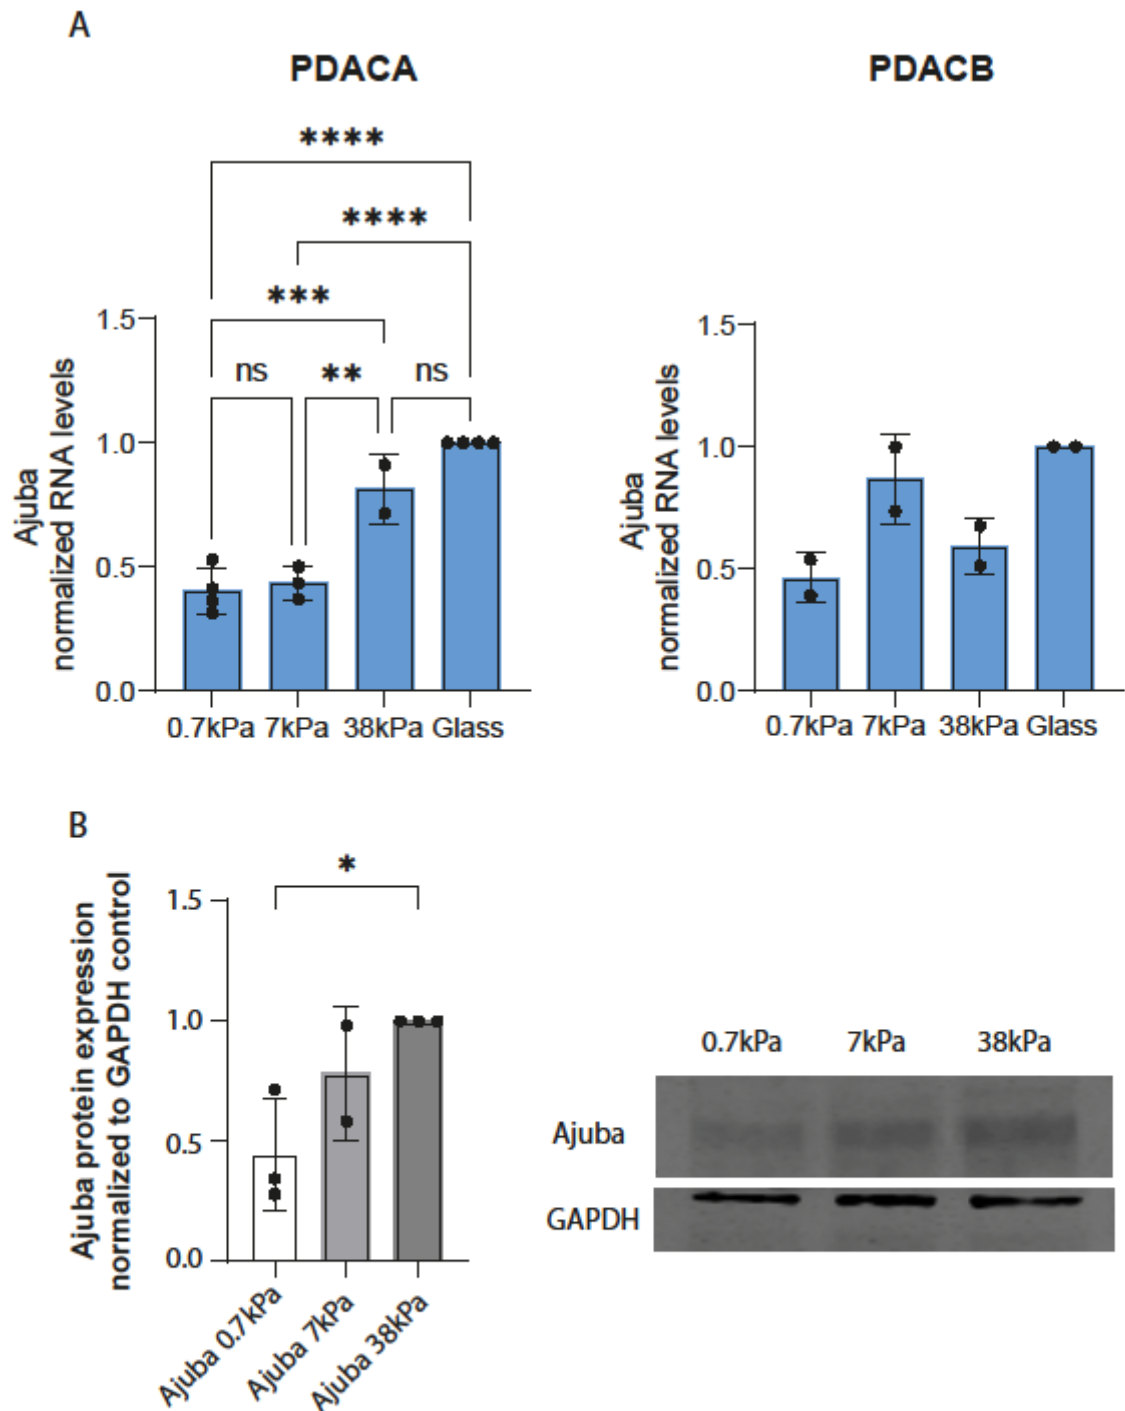 A
PDACA
PDACB
****
****
***
ns
**
ns
Ajuba
normalized RNA levels
1.5
1.0
0.5
0.0
0.7kPa 7kPa 38kPa Glass
Ajuba
normalized RNA levels
1.5
1.0
0.5
0.0
0.7kPa 7kPa 38kPa Glass
B
*
Ajuba protein expression
normalized to GAPDH control
1.5
1.0
0.5
0.0
Ajuba 0.7kPa
Ajuba 7kPa
Ajuba 38kPa
0.7kPa 7kPa 38kPa
Ajuba
GAPDH